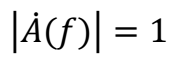 |Ȧ(f)| = 1